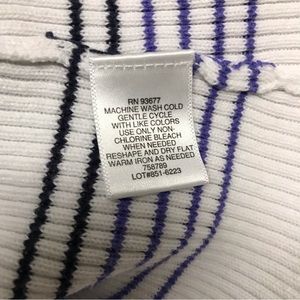 RN 93677
MACHINE WASH COLD
GENTLE CYCLE
WITH LIKE COLORS
USE ONLY NON-
CHLORINE BLEACH
WHEN NEEDED
RESHAPE AND DRY FLAT
WARM IRON AS NEEDED
758789
LOT#851-6223